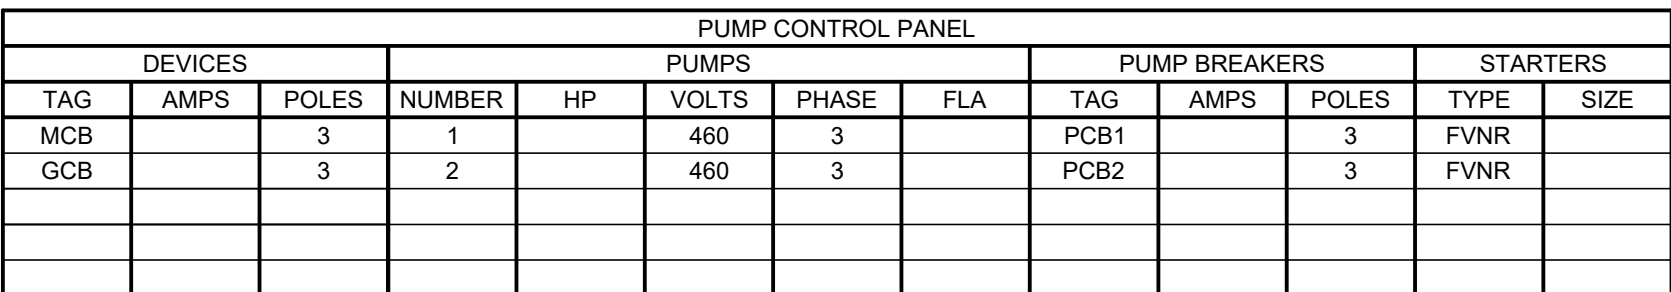 PUMP CONTROL PANEL
DEVICES PUMPS PUMP BREAKERS STARTERS
TAG AMPS POLES NUMBER HP VOLTS PHASE FLA TAG AMPS POLES TYPE SIZE
MCB 3 1 460 3 PCB1 3 FVNR
GCB 3 2 460 3 PCB2 3 FVNR